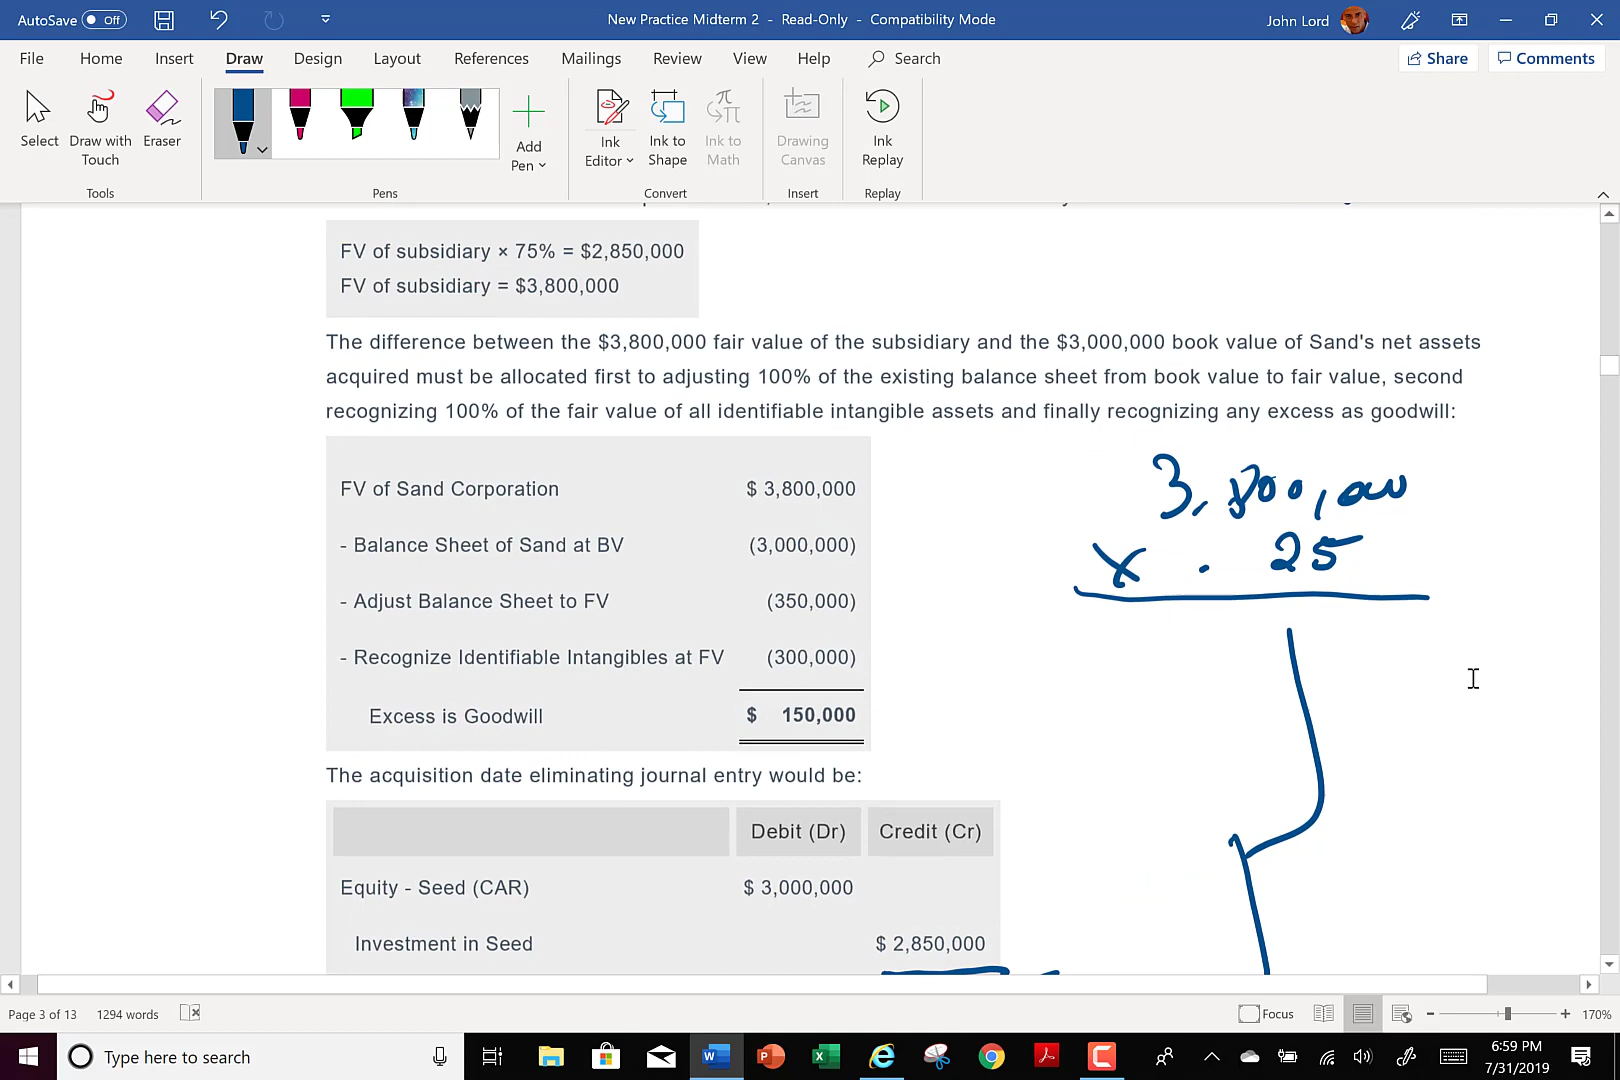 AutoSave Off
New Practice Midterm 2 - Read-Only - Compatibility Mode
John Lord
File Home Insert Draw Design Layout References Mailings Review View Help Search
Share Comments
Select
Draw with Touch
Eraser
Add Pen
Ink Editor
Ink to Shape
Ink to Math
Drawing Canvas
Ink Replay
Tools Pens Convert Insert Replay
FV of subsidiary × 75% = $2,850,000
FV of subsidiary = $3,800,000
The difference between the $3,800,000 fair value of the subsidiary and the $3,000,000 book value of Sand's net assets
acquired must be allocated first to adjusting 100% of the existing balance sheet from book value to fair value, second
recognizing 100% of the fair value of all identifiable intangible assets and finally recognizing any excess as goodwill:
FV of Sand Corporation $ 3,800,000
- Balance Sheet of Sand at BV (3,000,000)
- Adjust Balance Sheet to FV (350,000)
- Recognize Identifiable Intangibles at FV (300,000)
Excess is Goodwill $ 150,000
3,800,000
x .25
The acquisition date eliminating journal entry would be:
Debit (Dr) Credit (Cr)
Equity - Seed (CAR) $ 3,000,000
Investment in Seed $ 2,850,000
Page 3 of 13 1294 words
Focus
170%
Type here to search
6:59 PM
7/31/2019